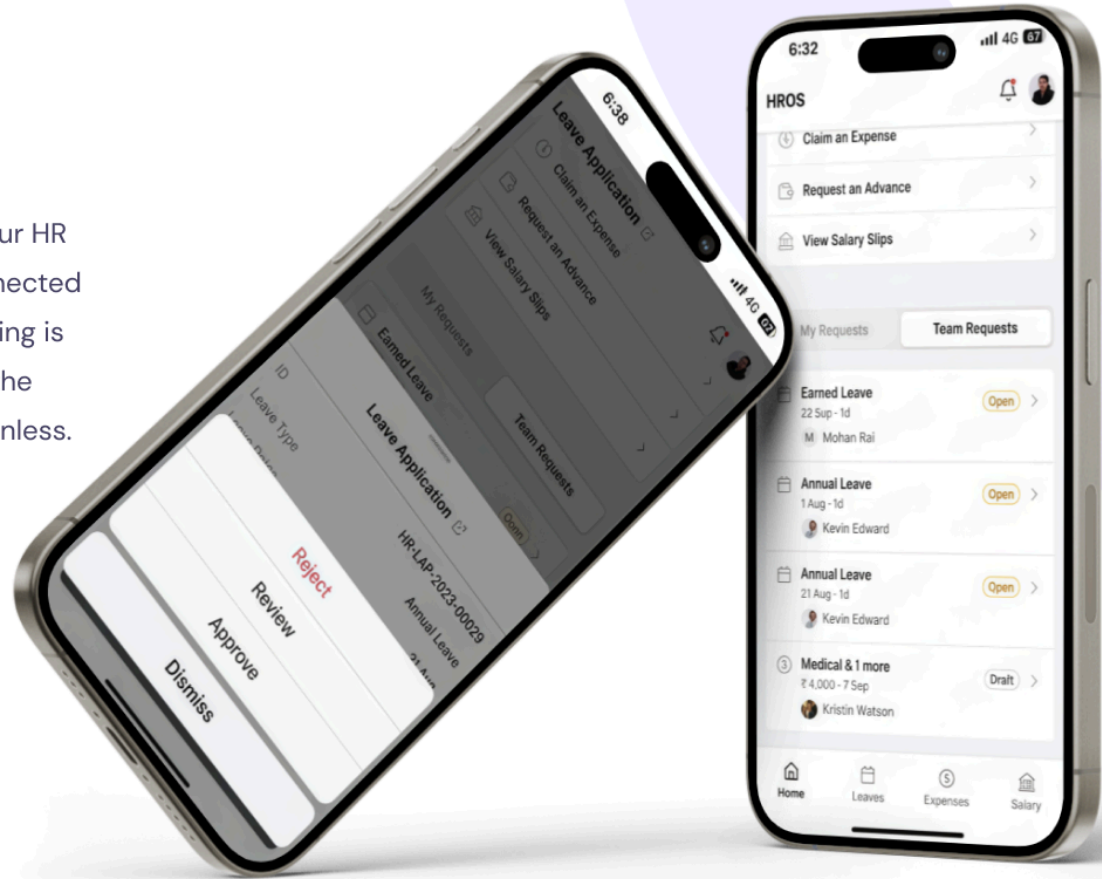 ur HR
nected
ing is
he
nless.
6:38
Leave Application
Claim an Expense
Request an Advance
View Salary Slips
My Requests
Team Requests
Earned Leave
Open
Leave Application
ID
HR-LAP-2023-00029
Leave Type
Annual Leave
21 Aug
Reject
Review
Approve
Dismiss
4G
6:32
4G 67
HROS
Claim an Expense
Request an Advance
View Salary Slips
My Requests
Team Requests
Earned Leave
Open
22 Sup - 1d
M Mohan Rai
Annual Leave
Open
1 Aug - 1d
Kevin Edward
Annual Leave
Open
21 Aug - 1d
Kevin Edward
3 Medical & 1 more
Draft
₹ 4,000 - 7 Sep
Kristin Watson
Home
Leaves
Expenses
Salary